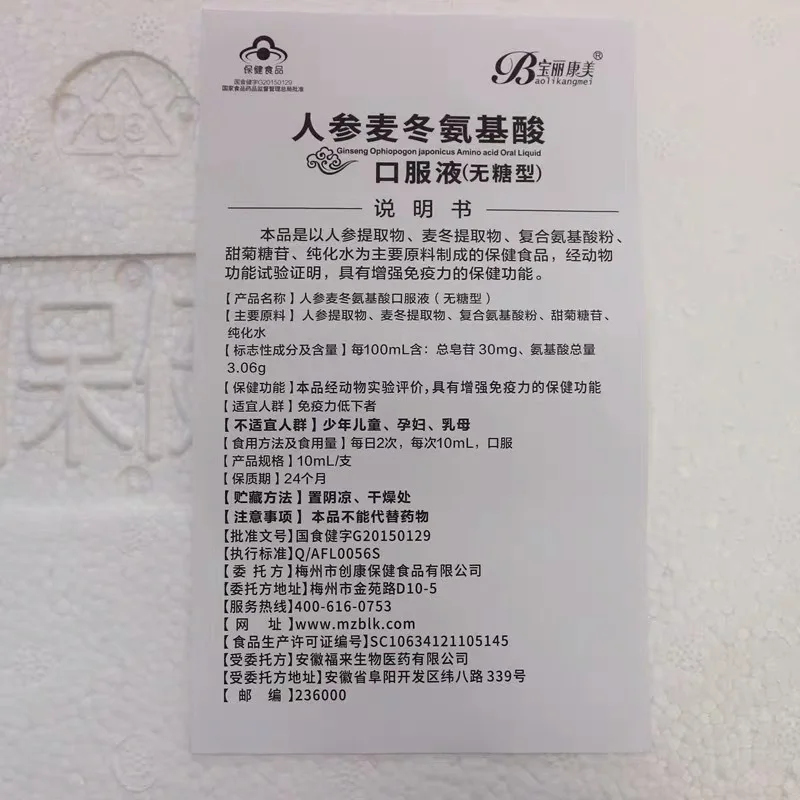 保健食品
国食健字G20150129
国家食品药品监督管理总局批准
B宝丽康美®
aolikangmei
人参麦冬氨基酸
Ginseng Ophiopogon japonicus Amino acid Oral Liquid
口服液(无糖型)
说明书
本品是以人参提取物、麦冬提取物、复合氨基酸粉、
甜菊糖苷、纯化水为主要原料制成的保健食品，经动物
功能试验证明，具有增强免疫力的保健功能。
【产品名称】人参麦冬氨基酸口服液（无糖型）
【主要原料】人参提取物、麦冬提取物、复合氨基酸粉、甜菊糖苷、
纯化水
【标志性成分及含量】每100mL含：总皂苷 30mg、氨基酸总量
3.06g
【保健功能】本品经动物实验评价，具有增强免疫力的保健功能
【适宜人群】免疫力低下者
【不适宜人群】少年儿童、孕妇、乳母
【食用方法及食用量】每日2次，每次10mL，口服
【产品规格】10mL/支
【保质期】24个月
【贮藏方法】置阴凉、干燥处
【注意事项】本品不能代替药物
【批准文号】国食健字G20150129
【执行标准】Q/AFL0056S
【委托方】梅州市创康保健食品有限公司
【委托方地址】梅州市金苑路D10-5
【服务热线】400-616-0753
【网 址】www.mzblk.com
【食品生产许可证编号】SC10634121105145
【受委托方】安徽福来生物医药有限公司
【受委托方地址】安徽省阜阳开发区纬八路 339号
【邮 编】236000